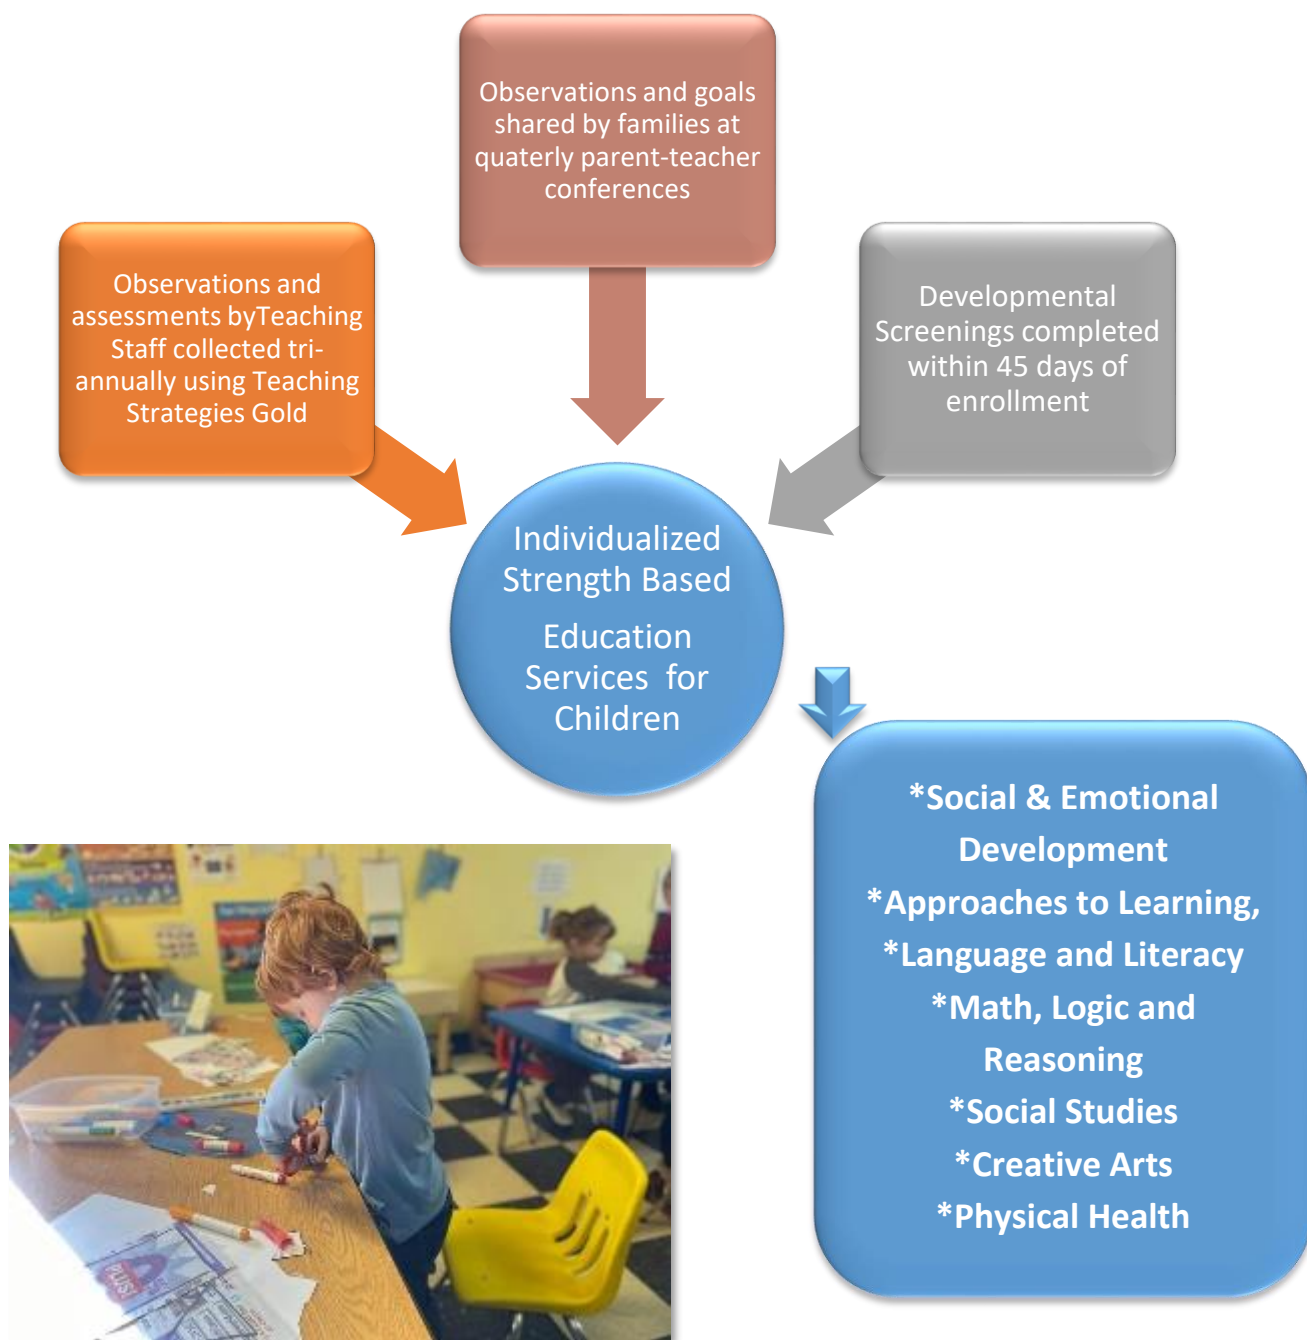 Observations and goals
shared by families at
quaterly parent-teacher
conferences
Observations and
assessments byTeaching
Staff collected tri-
annually using Teaching
Strategies Gold
Developmental
Screenings completed
within 45 days of
enrollment
Individualized
Strength Based
Education
Services for
Children
*Social & Emotional
Development
*Approaches to Learning,
*Language and Literacy
*Math, Logic and
Reasoning
*Social Studies
*Creative Arts
*Physical Health